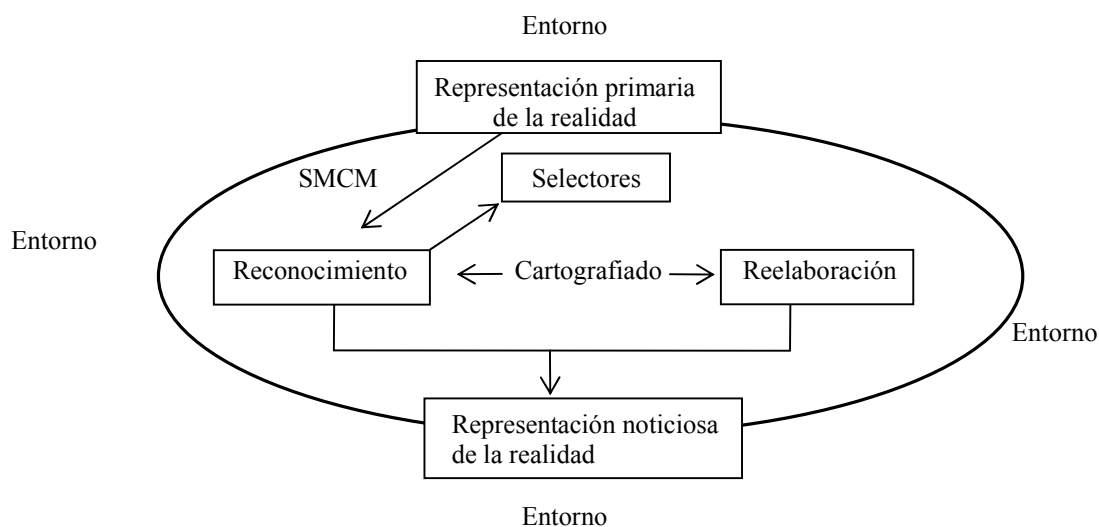 Entorno
Representación primaria
de la realidad
SMCM
Selectores
Entorno
Reconocimiento
Cartografiado
Reelaboración
Entorno
Representación noticiosa
de la realidad
Entorno